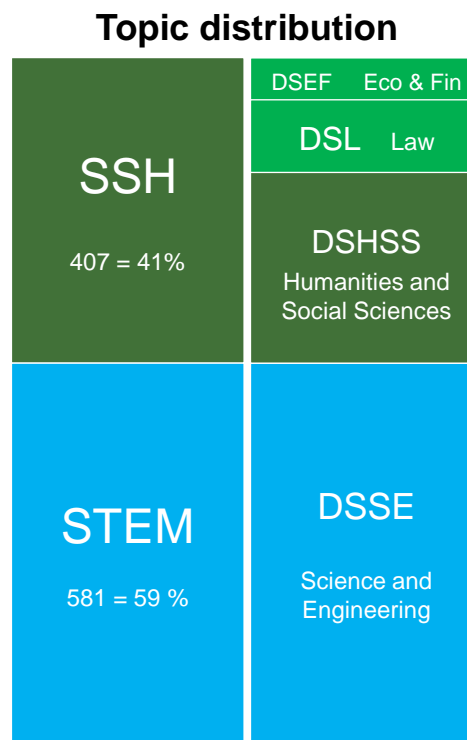 Topic distribution
SSH
407 = 41%
STEM
581 = 59 %
DSEF Eco & Fin
DSL Law
DSHSS
Humanities and
Social Sciences
DSSE
Science and
Engineering